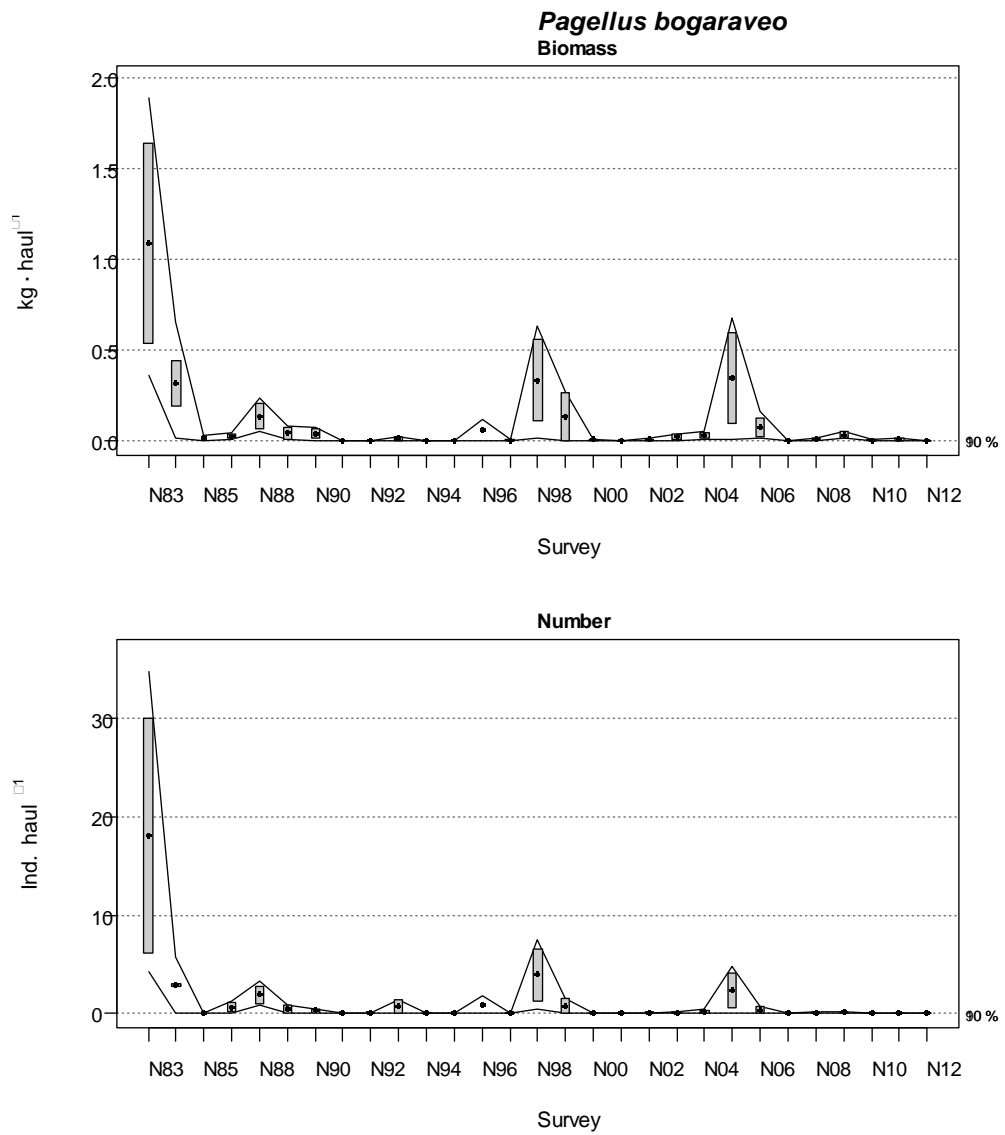 Pagellus bogaraveo
Biomass
2.0
1.5
1.0
0.5
0.0
kg · haul
N83 N85 N88 N90 N92 N94 N96 N98 N00 N02 N04 N06 N08 N10 N12
Survey
Number
30
20
10
0
Ind. haul
N83 N85 N88 N90 N92 N94 N96 N98 N00 N02 N04 N06 N08 N10 N12
Survey